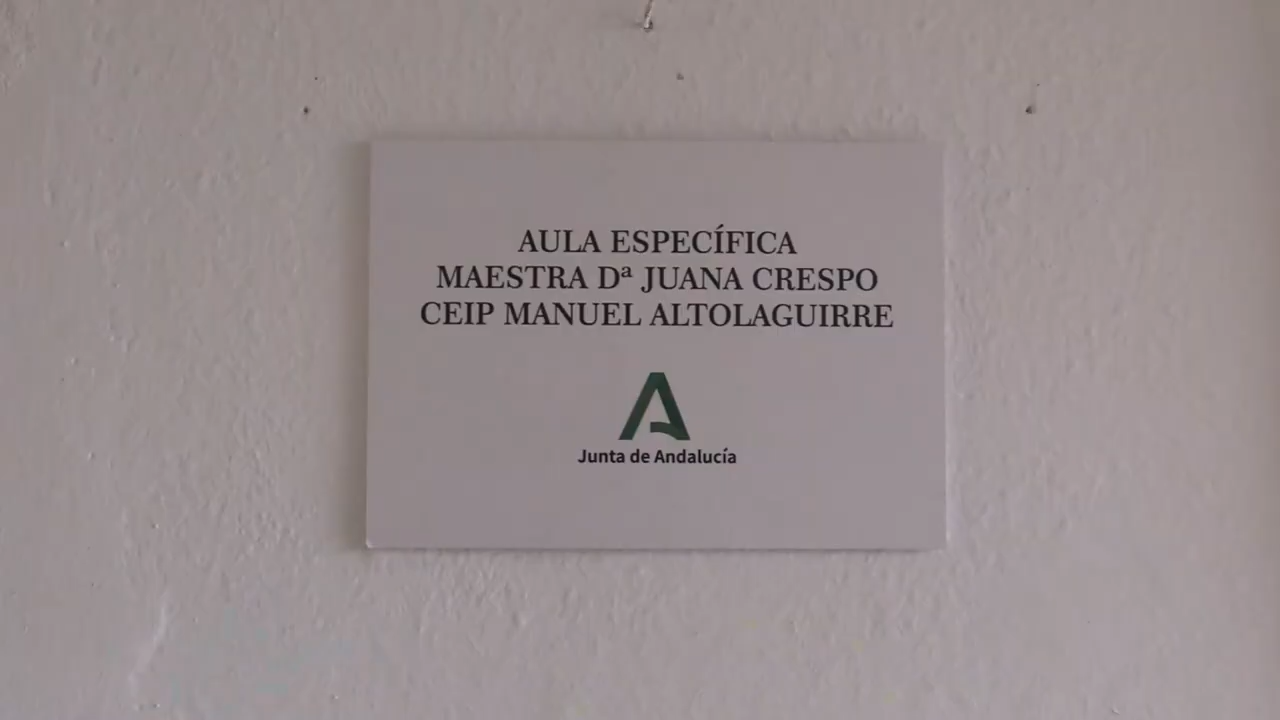 AULA ESPECÍFICA
MAESTRA Dª JUANA CRESPO
CEIP MANUEL ALTOLAGUIRRE
Junta de Andalucía